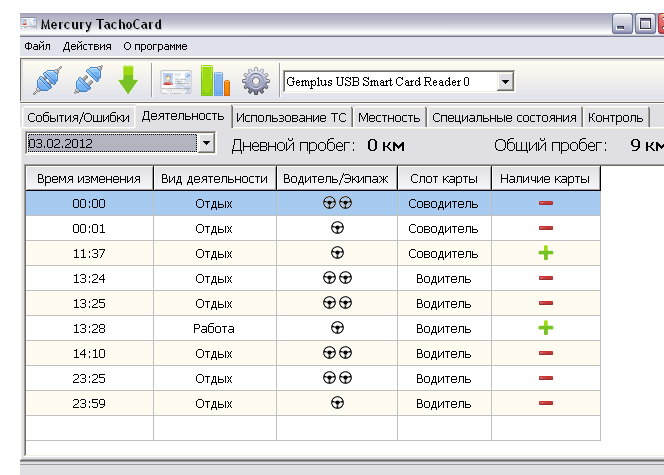 Mercury TachoCard
Файл Действия О программе
Gemplus USB Smart Card Reader 0
События/Ошибки Деятельность Использование ТС Местность Специальные состояния Контроль
03.02.2012 Дневной пробег: 0 км Общий пробег: 9 км
Время изменения Вид деятельности Водитель/Экипаж Слот карты Наличие карты
00:00 Отдых Соводитель
00:01 Отдых Соводитель
11:37 Отдых Соводитель
13:24 Отдых Водитель
13:25 Отдых Водитель
13:28 Работа Водитель
14:10 Отдых Водитель
23:25 Отдых Водитель
23:59 Отдых Водитель